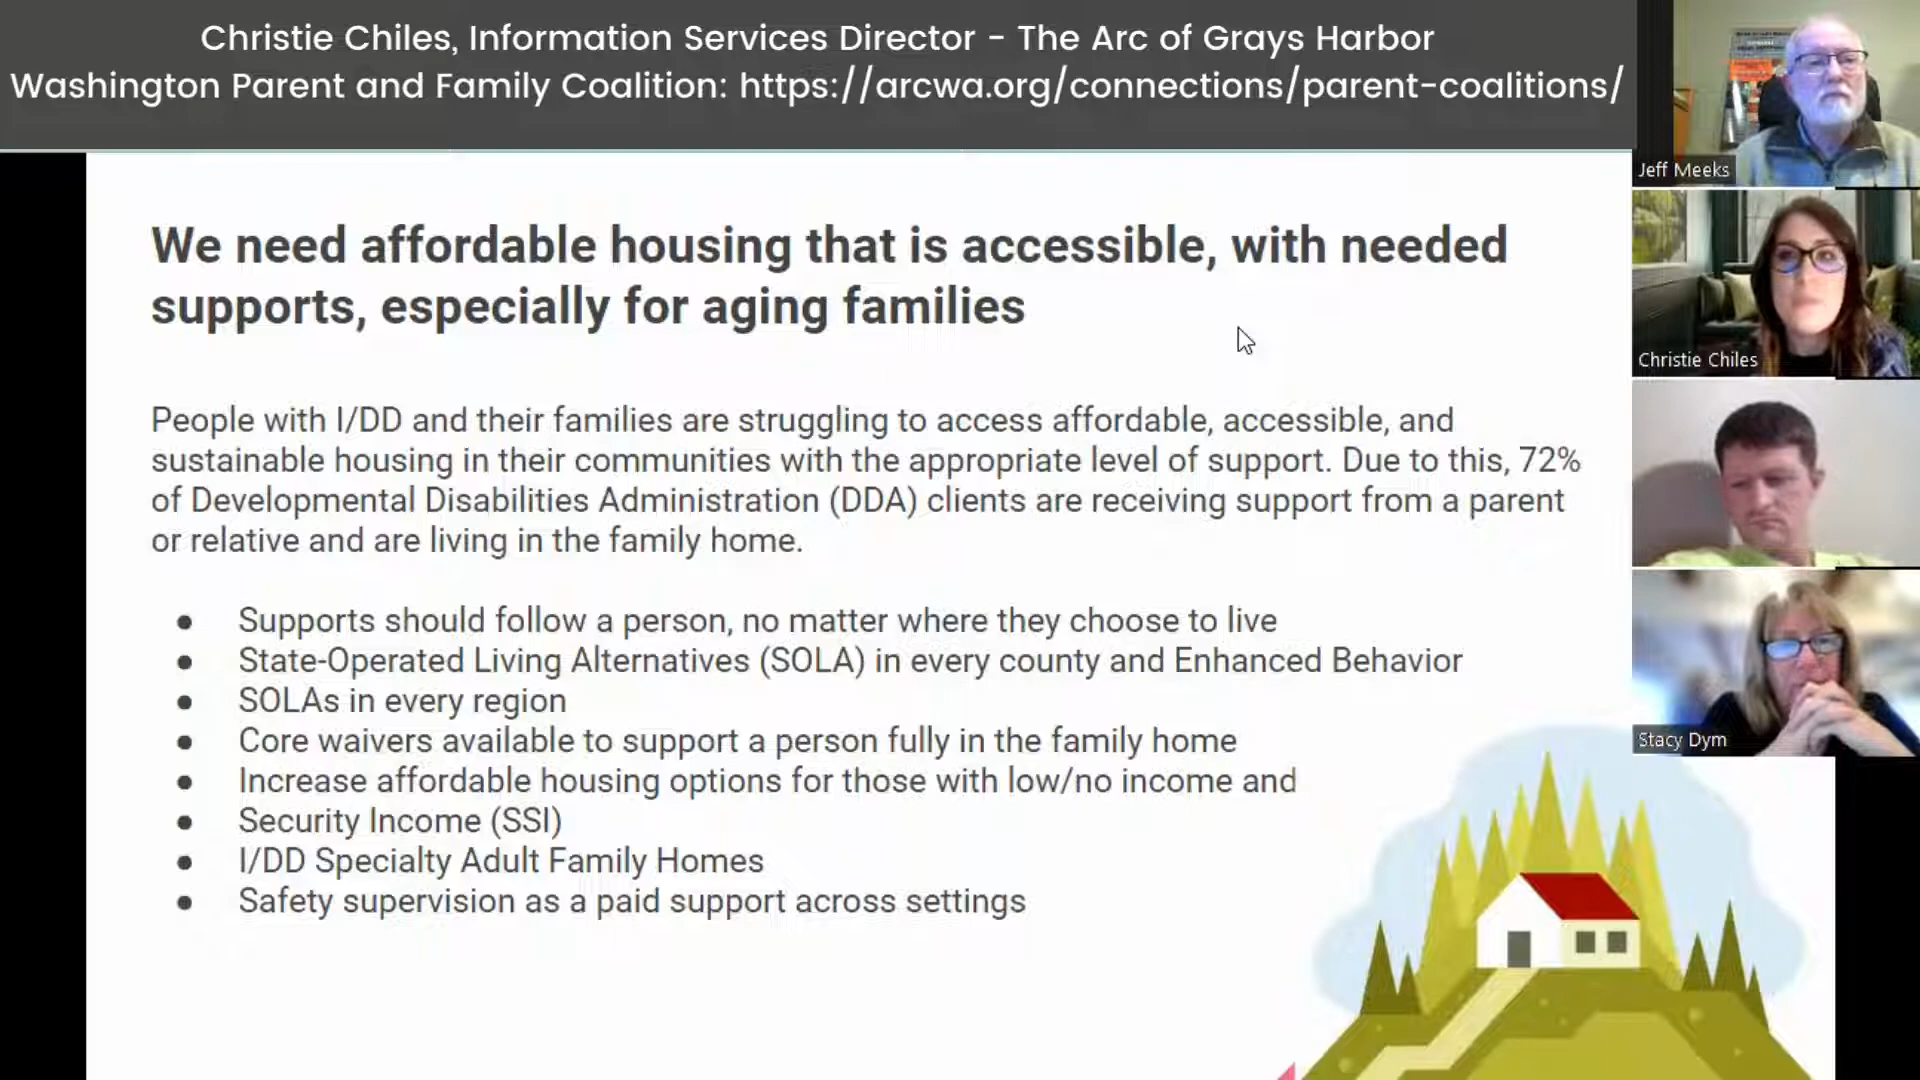 Christie Chiles, Information Services Director - The Arc of Grays Harbor
Washington Parent and Family Coalition: https://arcwa.org/connections/parent-coalitions/
Jeff Meeks
Christie Chiles
Stacy Dym
We need affordable housing that is accessible, with needed
supports, especially for aging families
People with I/DD and their families are struggling to access affordable, accessible, and
sustainable housing in their communities with the appropriate level of support. Due to this, 72%
of Developmental Disabilities Administration (DDA) clients are receiving support from a parent
or relative and are living in the family home.
● Supports should follow a person, no matter where they choose to live
● State-Operated Living Alternatives (SOLA) in every county and Enhanced Behavior
● SOLAs in every region
● Core waivers available to support a person fully in the family home
● Increase affordable housing options for those with low/no income and
● Security Income (SSI)
● I/DD Specialty Adult Family Homes
● Safety supervision as a paid support across settings